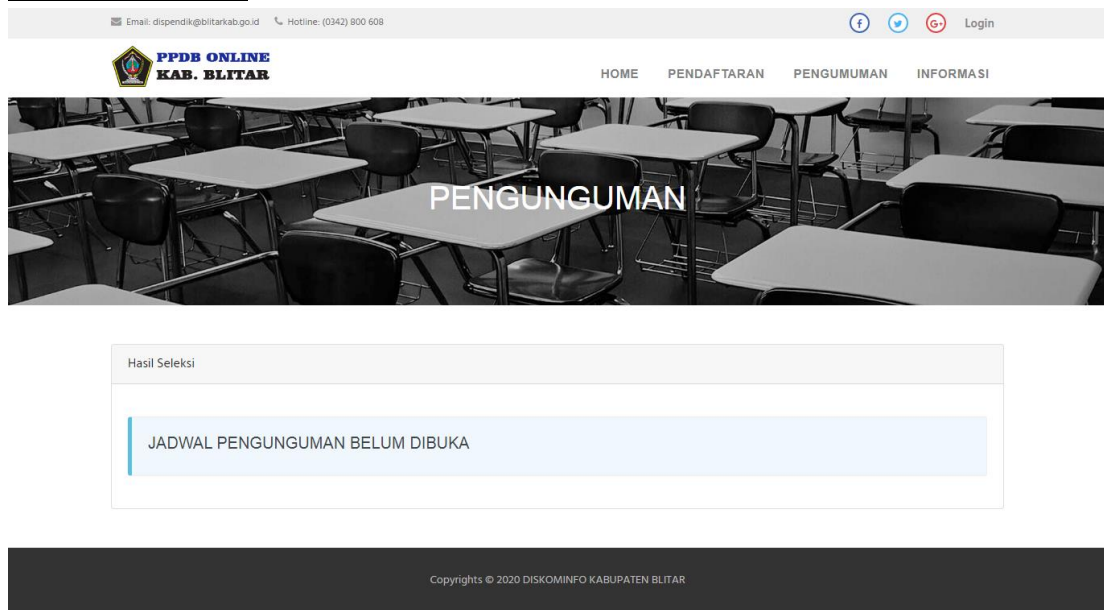 Email: dispendik@blitarkab.go.id Hotline: (0342) 800 608 Login
PPDB ONLINE
KAB. BLITAR
HOME PENDAFTARAN PENGUMUMAN INFORMASI
PENGUNGUMAN
Hasil Seleksi
JADWAL PENGUNGUMAN BELUM DIBUKA
Copyrights © 2020 DISKOMINFO KABUPATEN BLITAR